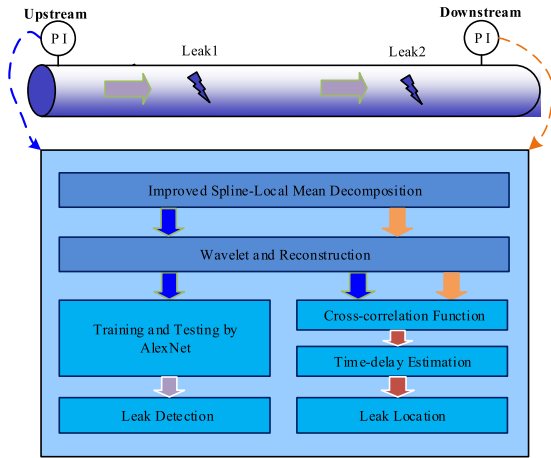 Upstream
Downstream
P I
P I
Leak1
Leak2
Improved Spline-Local Mean Decomposition
Wavelet and Reconstruction
Training and Testing by
AlexNet
Cross-correlation Function
Time-delay Estimation
Leak Detection
Leak Location